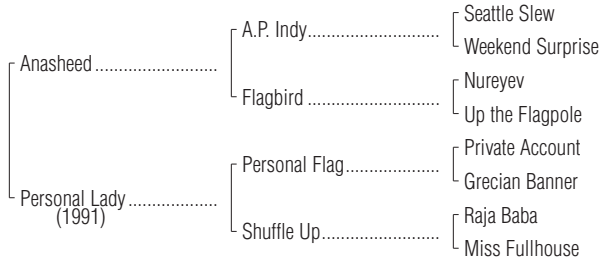 Seattle Slew
A.P. Indy
Weekend Surprise
Anasheed
Nureyev
Flagbird
Up the Flagpole
Private Account
Personal Flag
Grecian Banner
Personal Lady
(1991)
Raja Baba
Shuffle Up
Miss Fullhouse